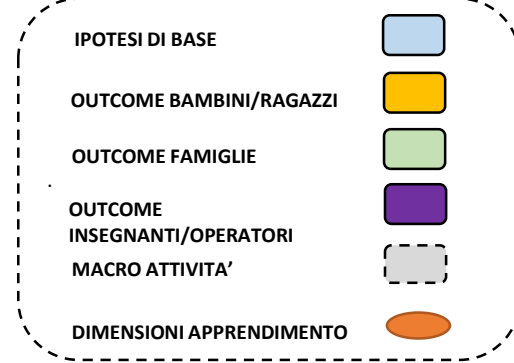 IPOTESI DI BASE
OUTCOME BAMBINI/RAGAZZI
OUTCOME FAMIGLIE
.
OUTCOME
INSEGNANTI/OPERATORI
MACRO ATTIVITA’
DIMENSIONI APPRENDIMENTO